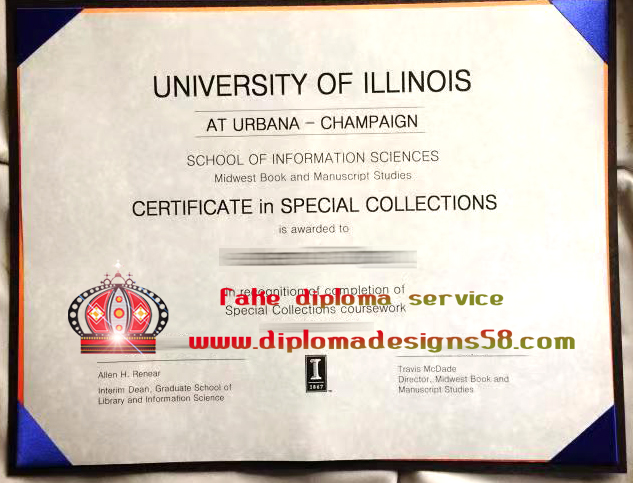 UNIVERSITY OF ILLINOIS
AT URBANA – CHAMPAIGN
SCHOOL OF INFORMATION SCIENCES
Midwest Book and Manuscript Studies
CERTIFICATE in SPECIAL COLLECTIONS
is awarded to
in recognition of completion of
Fake diploma service
Special Collections coursework
www.diplomadesigns58.com
Allen H. Renear
Interim Dean, Graduate School of
Library and Information Science
I
1867
Travis McDade
Director, Midwest Book and
Manuscript Studies